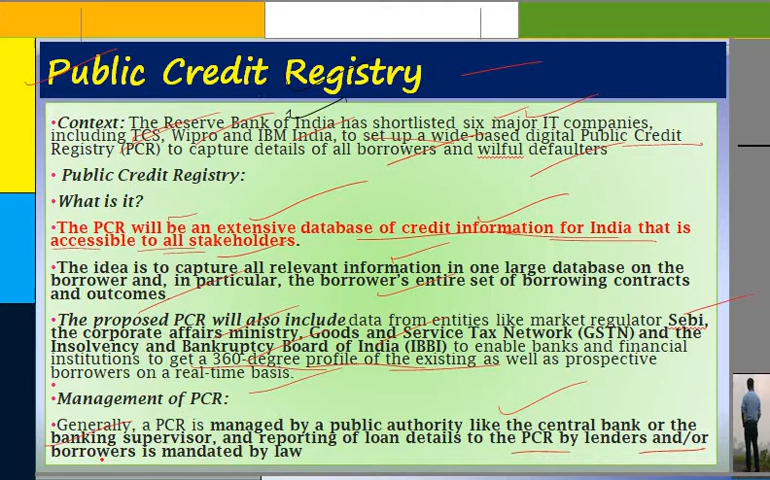 Public Credit Registry
•Context: The Reserve Bank of India has shortlisted six major IT companies,
including TCS, Wipro and IBM India, to set up a wide-based digital Public Credit
Registry (PCR) to capture details of all borrowers and wilful defaulters
• Public Credit Registry:
• What is it?
•The PCR will be an extensive database of credit information for India that is
accessible to all stakeholders.
•The idea is to capture all relevant information in one large database on the
borrower and, in particular, the borrower's entire set of borrowing contracts
and outcomes
•The proposed PCR will also include data from entities like market regulator Sebi,
the corporate affairs ministry, Goods and Service Tax Network (GSTN) and the
Insolvency and Bankruptcy Board of India (IBBI) to enable banks and financial
institutions to get a 360-degree profile of the existing as well as prospective
borrowers on a real-time basis.
•
•Management of PCR:
•Generally, a PCR is managed by a public authority like the central bank or the
banking supervisor, and reporting of loan details to the PCR by lenders and/or
borrowers is mandated by law